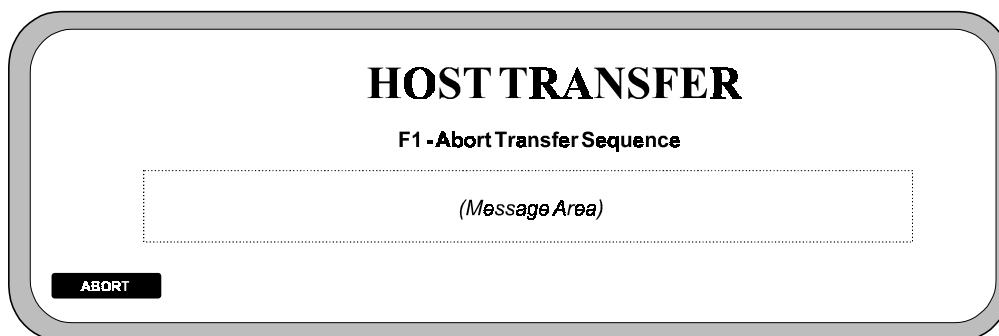 HOST TRANSFER
F1 - Abort Transfer Sequence
(Message Area)
ABORT